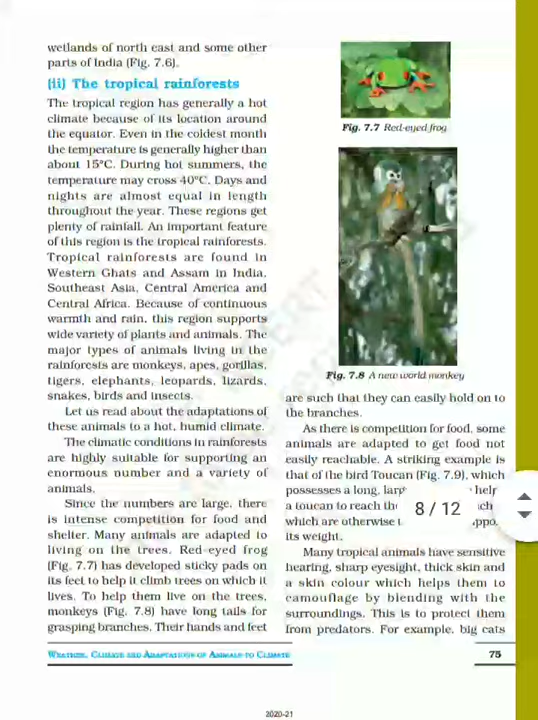 wetlands of north east and some other
parts of India (Fig. 7.6).
(ii) The tropical rainforests
The tropical region has generally a hot
climate because of its location around
the equator. Even in the coldest month
the temperature is generally higher than
about 15°C. During hot summers, the
temperature may cross 40°C. Days and
nights are almost equal in length
throughout the year. These regions get
plenty of rainfall. An important feature
of this region is the tropical rainforests.
Tropical rainforests are found in
Western Ghats and Assam in India,
Southeast Asia, Central America and
Central Africa. Because of continuous
warmth and rain, this region supports
wide variety of plants and animals. The
major types of animals living in the
rainforests are monkeys, apes, gorillas,
tigers, elephants, leopards, lizards,
snakes, birds and insects.
Let us read about the adaptations of
these animals to a hot, humid climate.
The climatic conditions in rainforests
are highly suitable for supporting an
enormous number and a variety of
animals.
Since the numbers are large, there
is intense competition for food and
shelter. Many animals are adapted to
living on the trees. Red-eyed frog
(Fig. 7.7) has developed sticky pads on
its feet to help it climb trees on which it
lives. To help them live on the trees,
monkeys (Fig. 7.8) have long tails for
grasping branches. Their hands and feet
Fig. 7.7 Red-eyed frog
Fig. 7.8 A new world monkey
are such that they can easily hold on to
the branches.
As there is competition for food, some
animals are adapted to get food not
easily reachable. A striking example is
that of the bird Toucan (Fig. 7.9), which
possesses a long, help
a toucan to reach
which are otherwise
its weight.
8 / 12
Many tropical animals have sensitive
hearing, sharp eyesight, thick skin and
a skin colour which helps them to
camouflage by blending with the
surroundings. This is to protect them
from predators. For example, big cats
WEATHER, CLIMATE AND ADAPTATIONS OF ANIMALS TO CLIMATE
75
2020-21